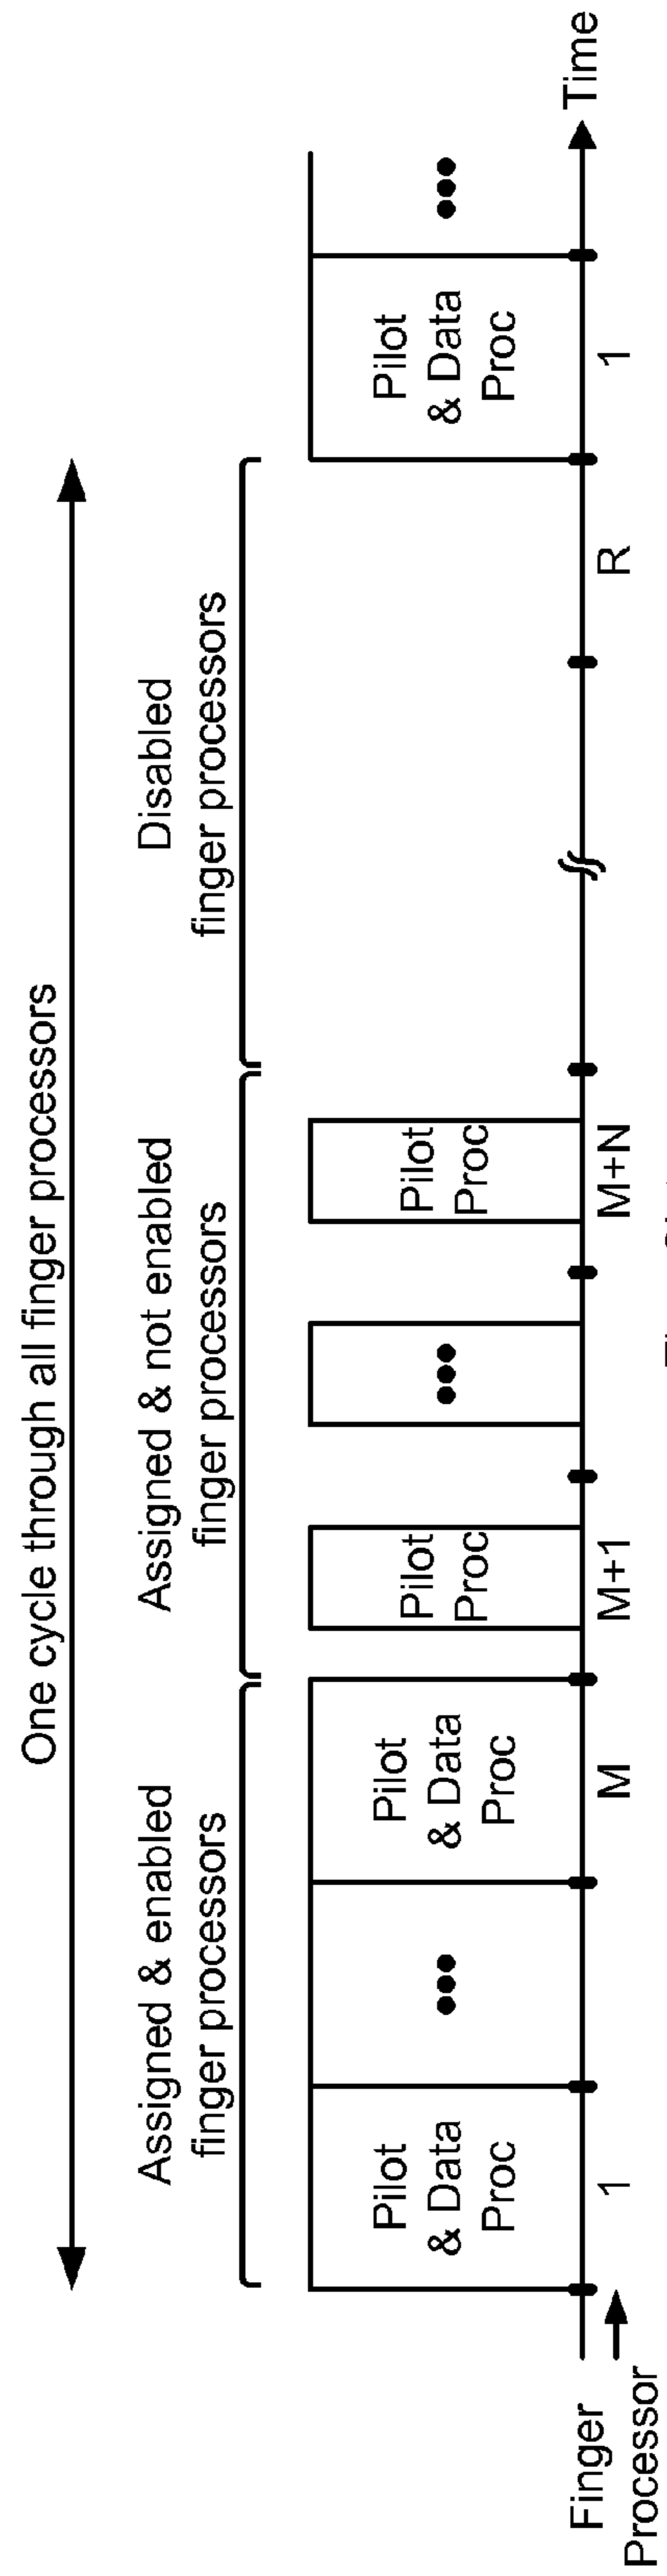 One cycle through all finger processors
Assigned & enabled
finger processors
Assigned & not enabled
finger processors
Disabled
finger processors
Pilot
& Data
Proc
Pilot
& Data
Proc
Pilot
Proc
Pilot
Proc
Pilot
& Data
Proc
Time
Finger
Processor
1
M
M+1
M+N
R
1